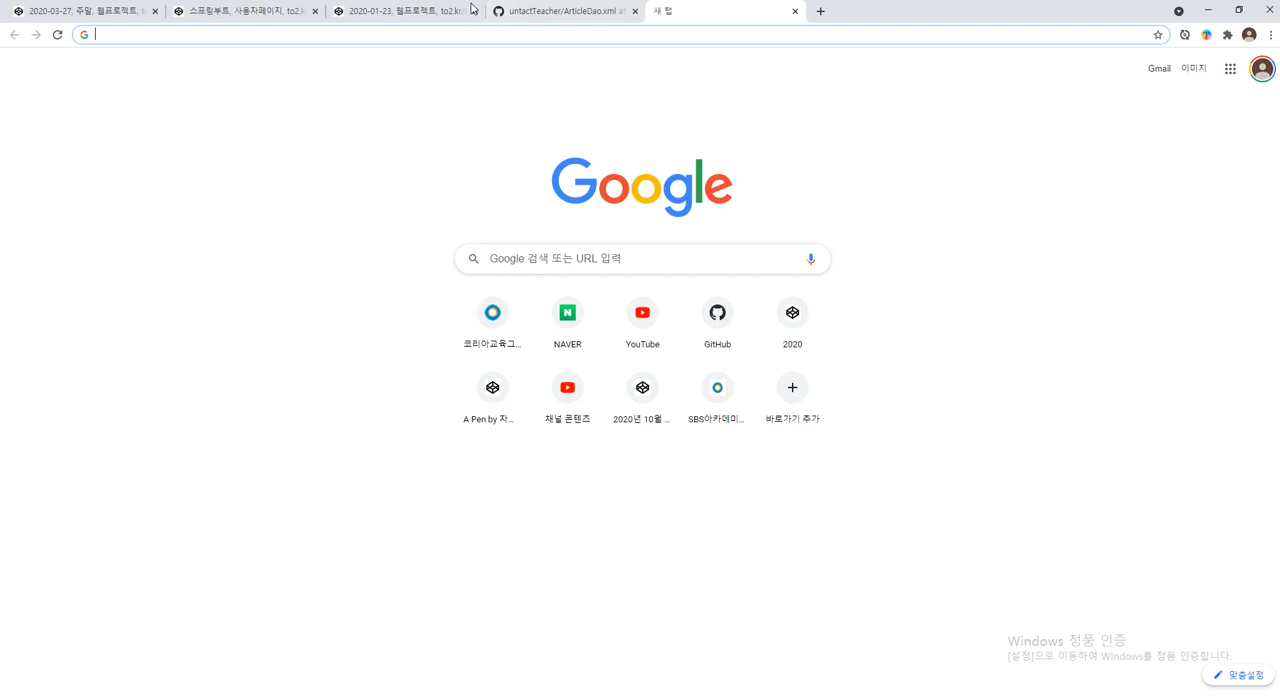 2020-03-27, 주말, 웹프로젝트, t
스프링부트, 사용자페이지, to2.k
2020-01-23, 웹프로젝트, to2.kr/
untactTeacher/ArticleDao.xml at
새 탭
Gmail 이미지
Google
Google 검색 또는 URL 입력
코리아교육그...
NAVER
YouTube
GitHub
2020
A Pen by 자...
채널 콘텐츠
2020년 10월 ...
SBS아카데미...
바로가기 추가
Windows 정품 인증
[설정]으로 이동하여 Windows를 정품 인증합니다.
맞춤설정